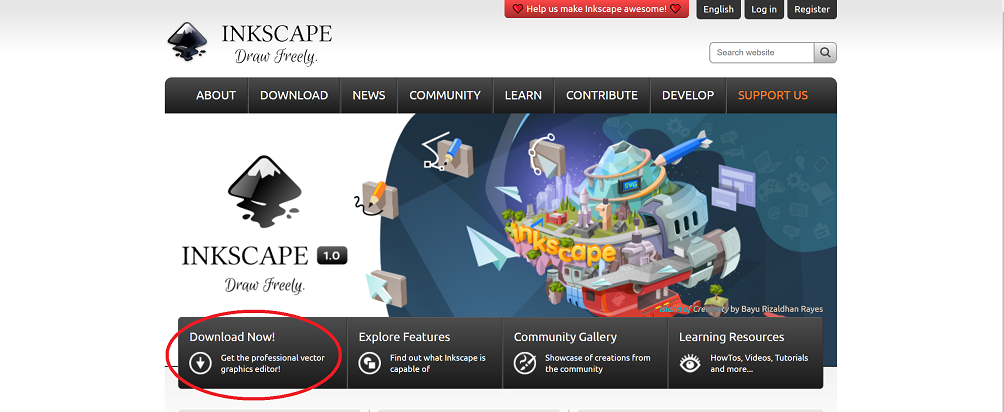 Help us make Inkscape awesome!
English
Log in
Register
INKSCAPE
Draw Freely.
Search website
ABOUT
DOWNLOAD
NEWS
COMMUNITY
LEARN
CONTRIBUTE
DEVELOP
SUPPORT US
SVG
inkscape
INKSCAPE 1.0
Draw Freely.
Island of Creativity by Bayu Rizaldhan Rayes
Download Now!
Get the professional vector
graphics editor!
Explore Features
Find out what Inkscape is
capable of
Community Gallery
Showcase of creations from
the community
Learning Resources
HowTos, Videos, Tutorials
and more...